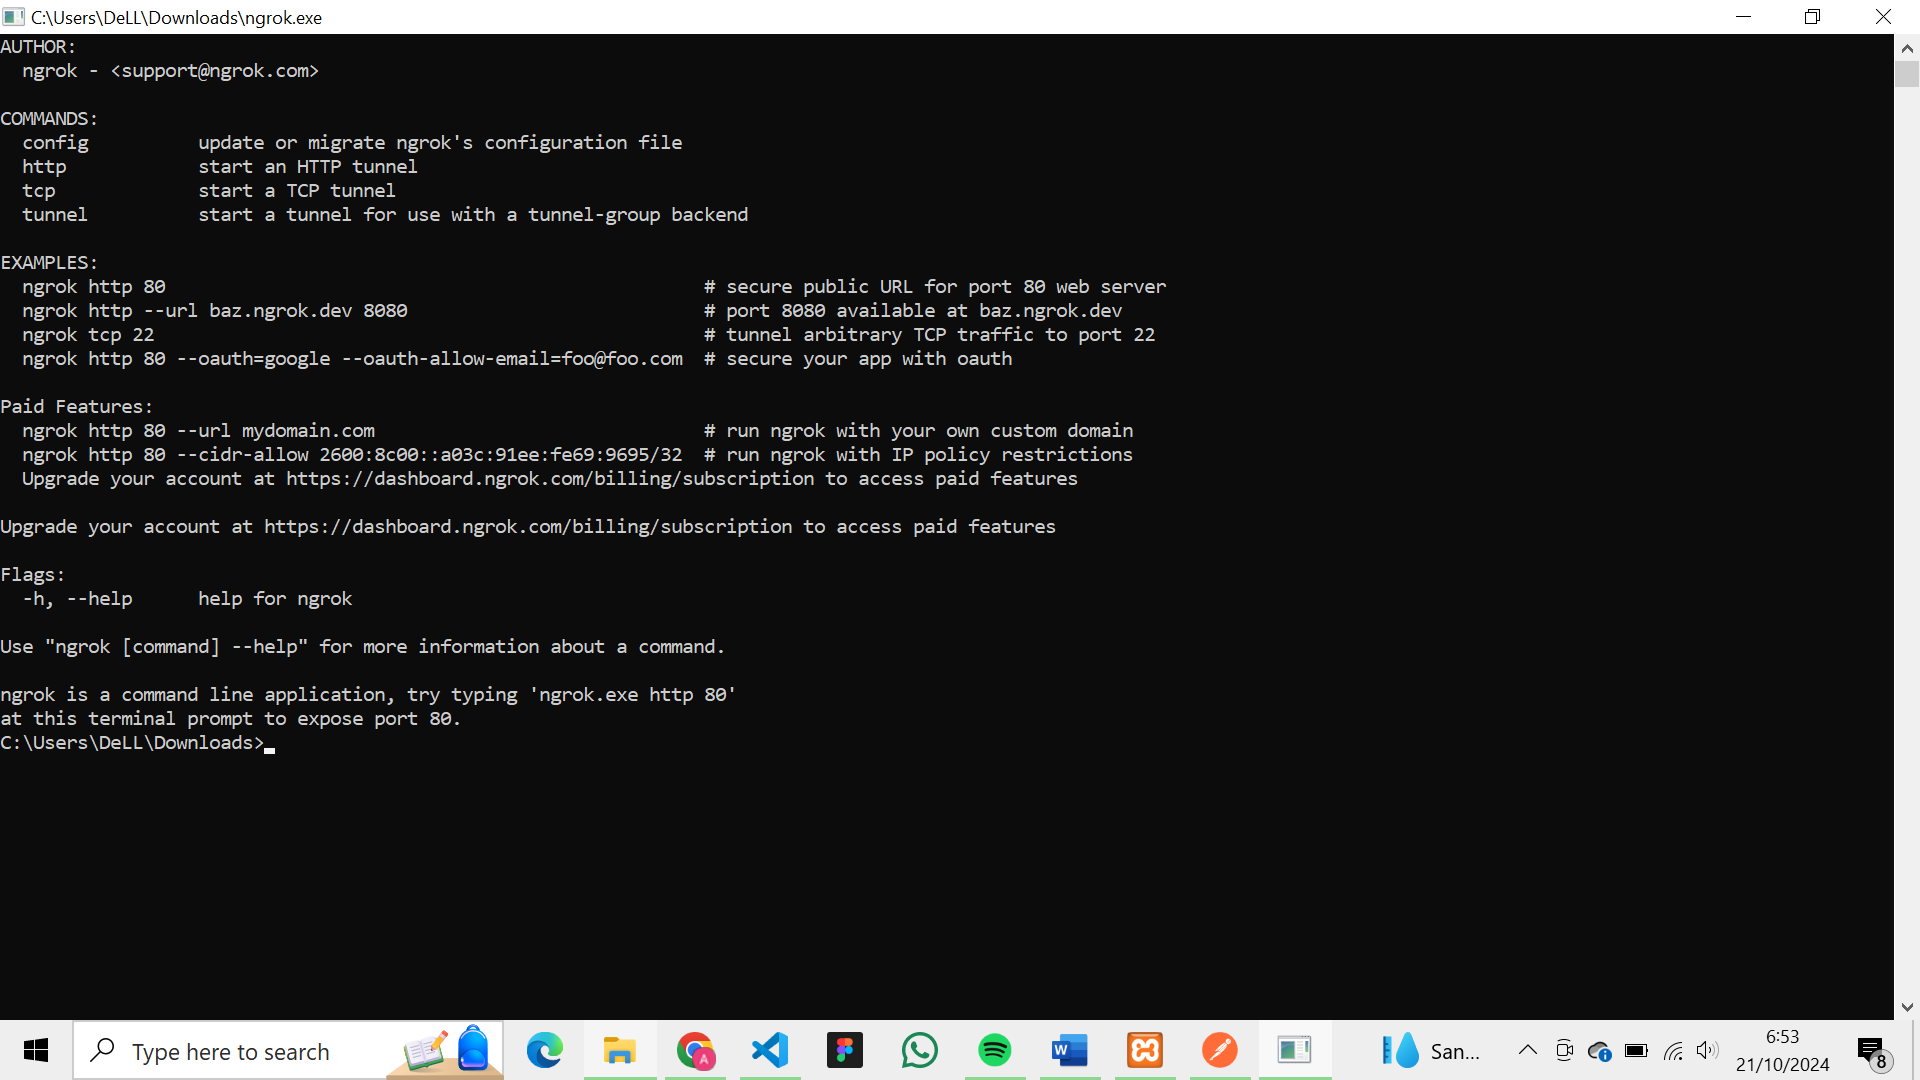 C:\Users\DeLL\Downloads\ngrok.exe
AUTHOR:
  ngrok - <support@ngrok.com>
COMMANDS:
  config          update or migrate ngrok's configuration file
  http            start an HTTP tunnel
  tcp             start a TCP tunnel
  tunnel          start a tunnel for use with a tunnel-group backend
EXAMPLES:
  ngrok http 80                                                 # secure public URL for port 80 web server
  ngrok http --url baz.ngrok.dev 8080                           # port 8080 available at baz.ngrok.dev
  ngrok tcp 22                                                  # tunnel arbitrary TCP traffic to port 22
  ngrok http 80 --oauth=google --oauth-allow-email=foo@foo.com  # secure your app with oauth
Paid Features:
  ngrok http 80 --url mydomain.com                              # run ngrok with your own custom domain
  ngrok http 80 --cidr-allow 2600:8c00::a03c:91ee:fe69:9695/32  # run ngrok with IP policy restrictions
  Upgrade your account at https://dashboard.ngrok.com/billing/subscription to access paid features
Upgrade your account at https://dashboard.ngrok.com/billing/subscription to access paid features
Flags:
  -h, --help      help for ngrok
Use "ngrok [command] --help" for more information about a command.
ngrok is a command line application, try typing 'ngrok.exe http 80'
at this terminal prompt to expose port 80.
C:\Users\DeLL\Downloads>
Type here to search
A
W
San...
6:53
21/10/2024
8